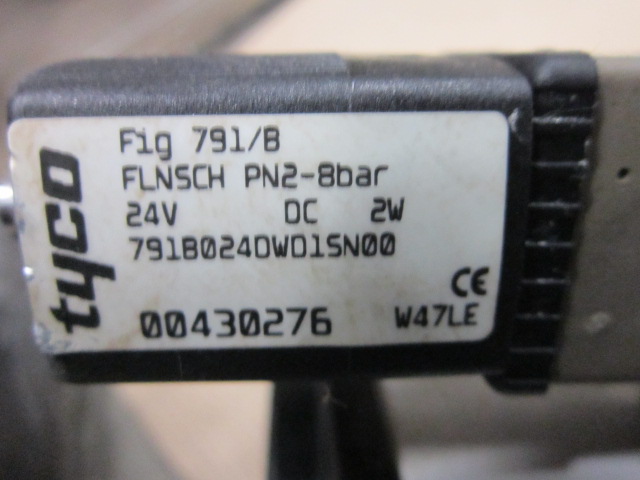 tyco
Fig 791/B
FLNSCH PN2-8bar
24V DC 2W
791B024DWD1SN00
CE
00430276 W47LE